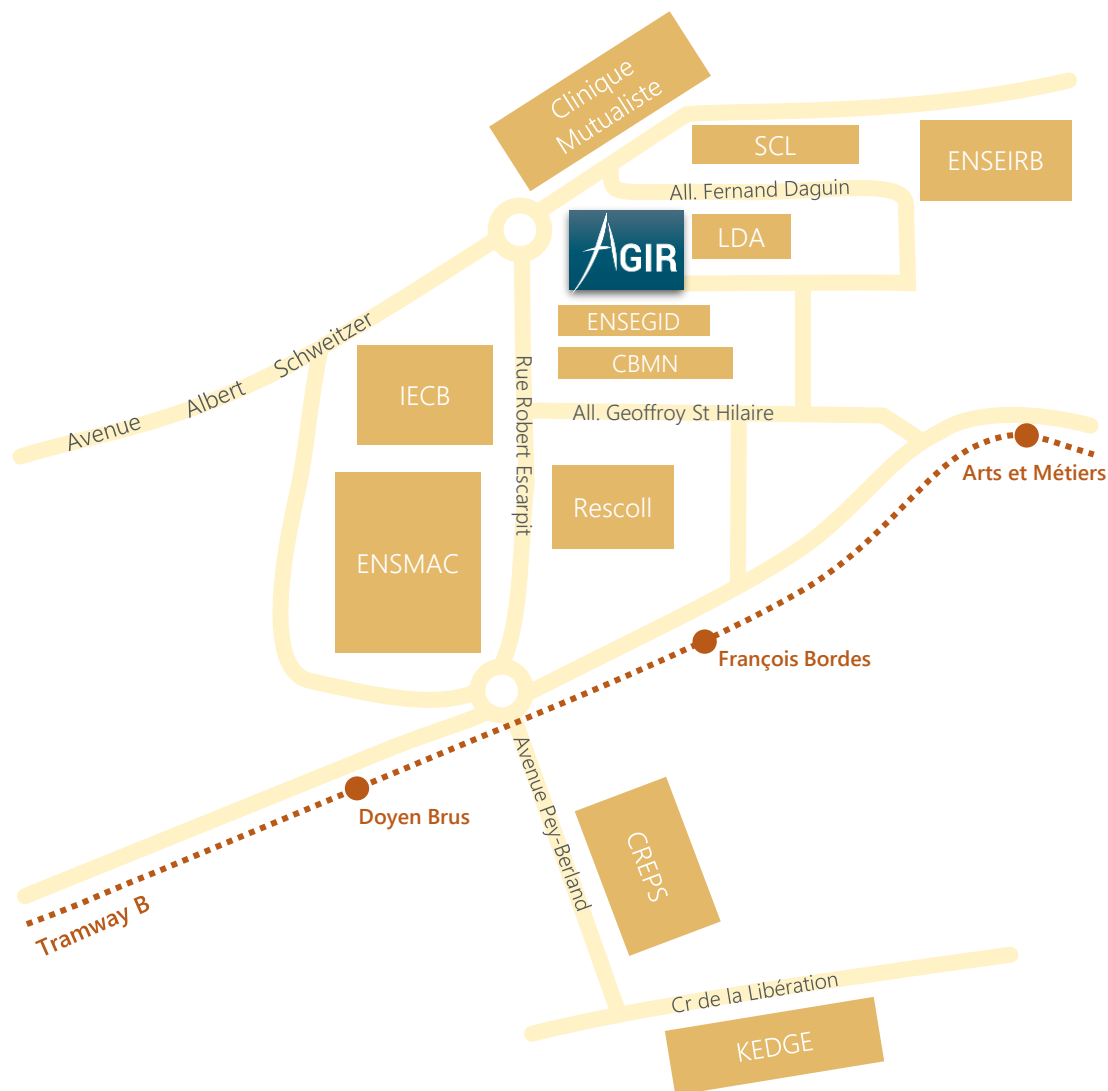 Clinique
Mutualiste
SCL
ENSEIRB
All. Fernand Daguin
LDA
AGIR
ENSEGID
Avenue Albert Schweitzer
CBMN
IECB
Rue Robert Escarpit
All. Geoffroy St Hilaire
Arts et Métiers
Rescoll
ENSMAC
François Bordes
Avenue Pey-Berland
Doyen Brus
CREPS
Tramway B
Cr de la Libération
KEDGE